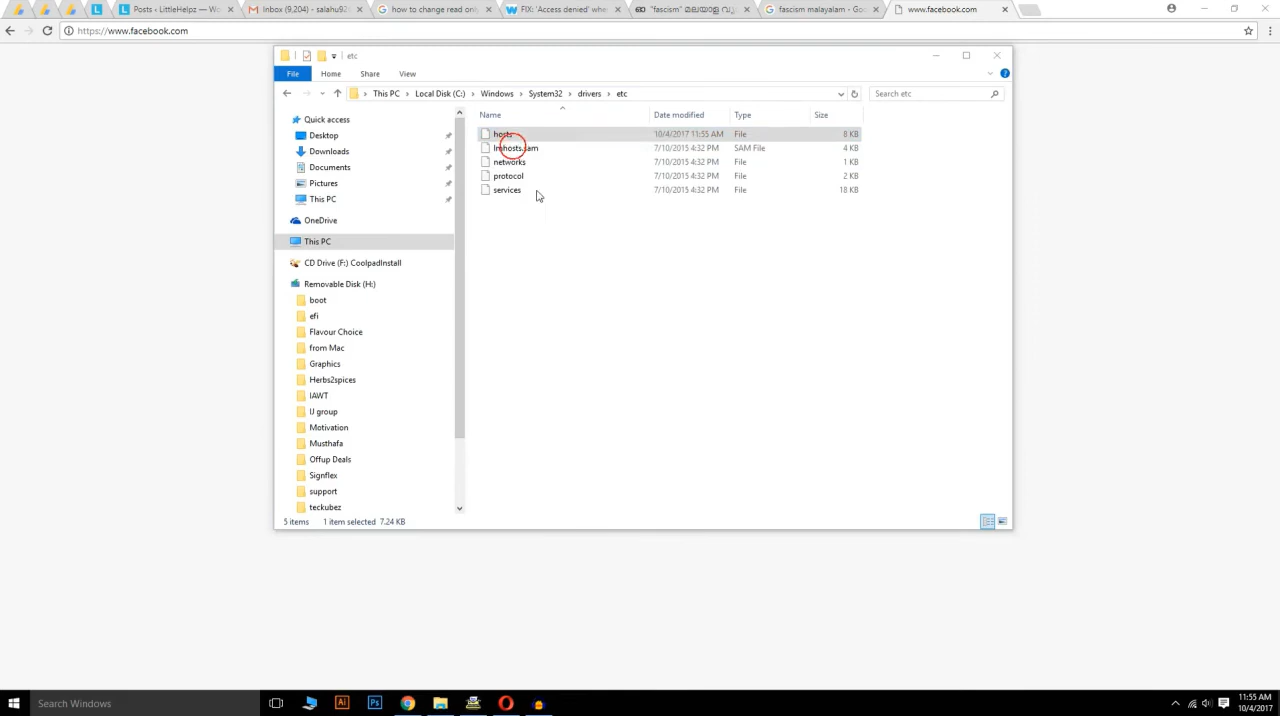 Posts ‹ LittleHelpz
Inbox (9,204) - salahu92
how to change read only
FIX: 'Access denied' whe
"fascism" മലയാള വ്യ
fascism malayalam - Goo
www.facebook.com
https://www.facebook.com
etc
File Home Share View
This PC Local Disk (C:) Windows System32 drivers etc
Search etc
Quick access
Desktop
Downloads
Documents
Pictures
This PC
OneDrive
This PC
CD Drive (F:) CoolpadInstall
Removable Disk (H:)
boot
efi
Flavour Choice
from Mac
Graphics
Herbs2spices
IAWT
IJ group
Motivation
Musthafa
Offup Deals
Signflex
support
teckubez
Name Date modified Type Size
hosts 10/4/2017 11:55 AM File 8 KB
lmhosts.sam 7/10/2015 4:32 PM SAM File 4 KB
networks 7/10/2015 4:32 PM File 1 KB
protocol 7/10/2015 4:32 PM File 2 KB
services 7/10/2015 4:32 PM File 18 KB
5 items 1 item selected 7.24 KB
Search Windows
11:55 AM
10/4/2017